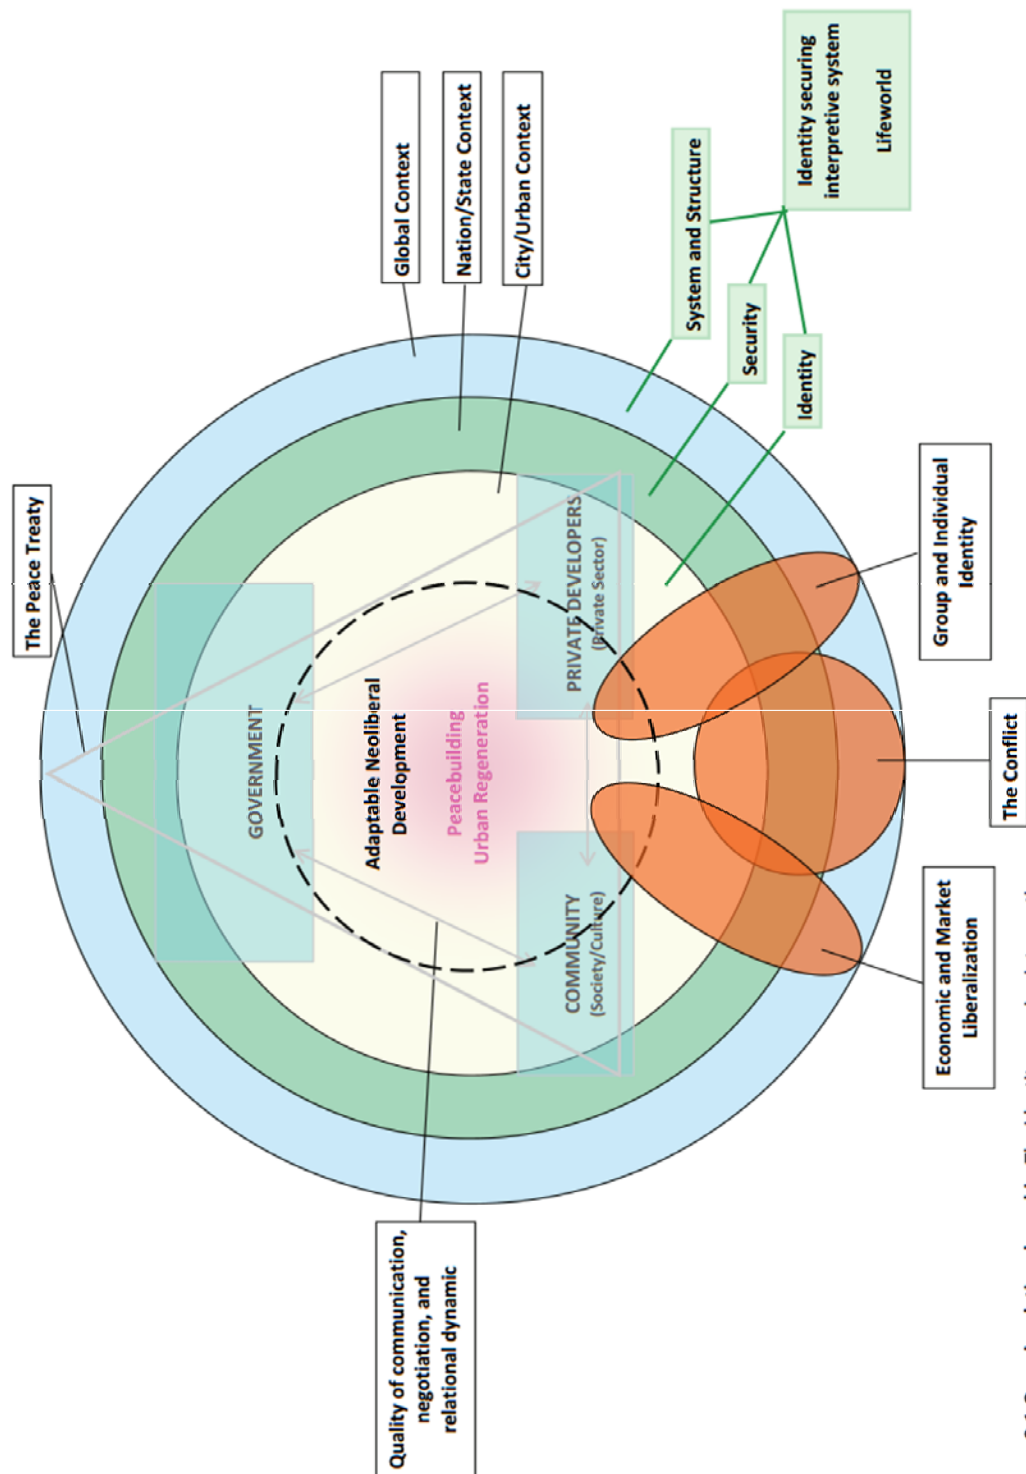 The Peace Treaty
Global Context
Nation/State Context
City/Urban Context
GOVERNMENT
Adaptable Neoliberal
Development
Peacebuilding
Urban Regeneration
Quality of communication,
negotiation, and
relational dynamic
COMMUNITY
(Society/Culture)
PRIVATE DEVELOPERS
(Private Sector)
System and Structure
Security
Identity
Identity securing
interpretive system
Lifeworld
Economic and Market
Liberalization
The Conflict
Group and Individual
Identity